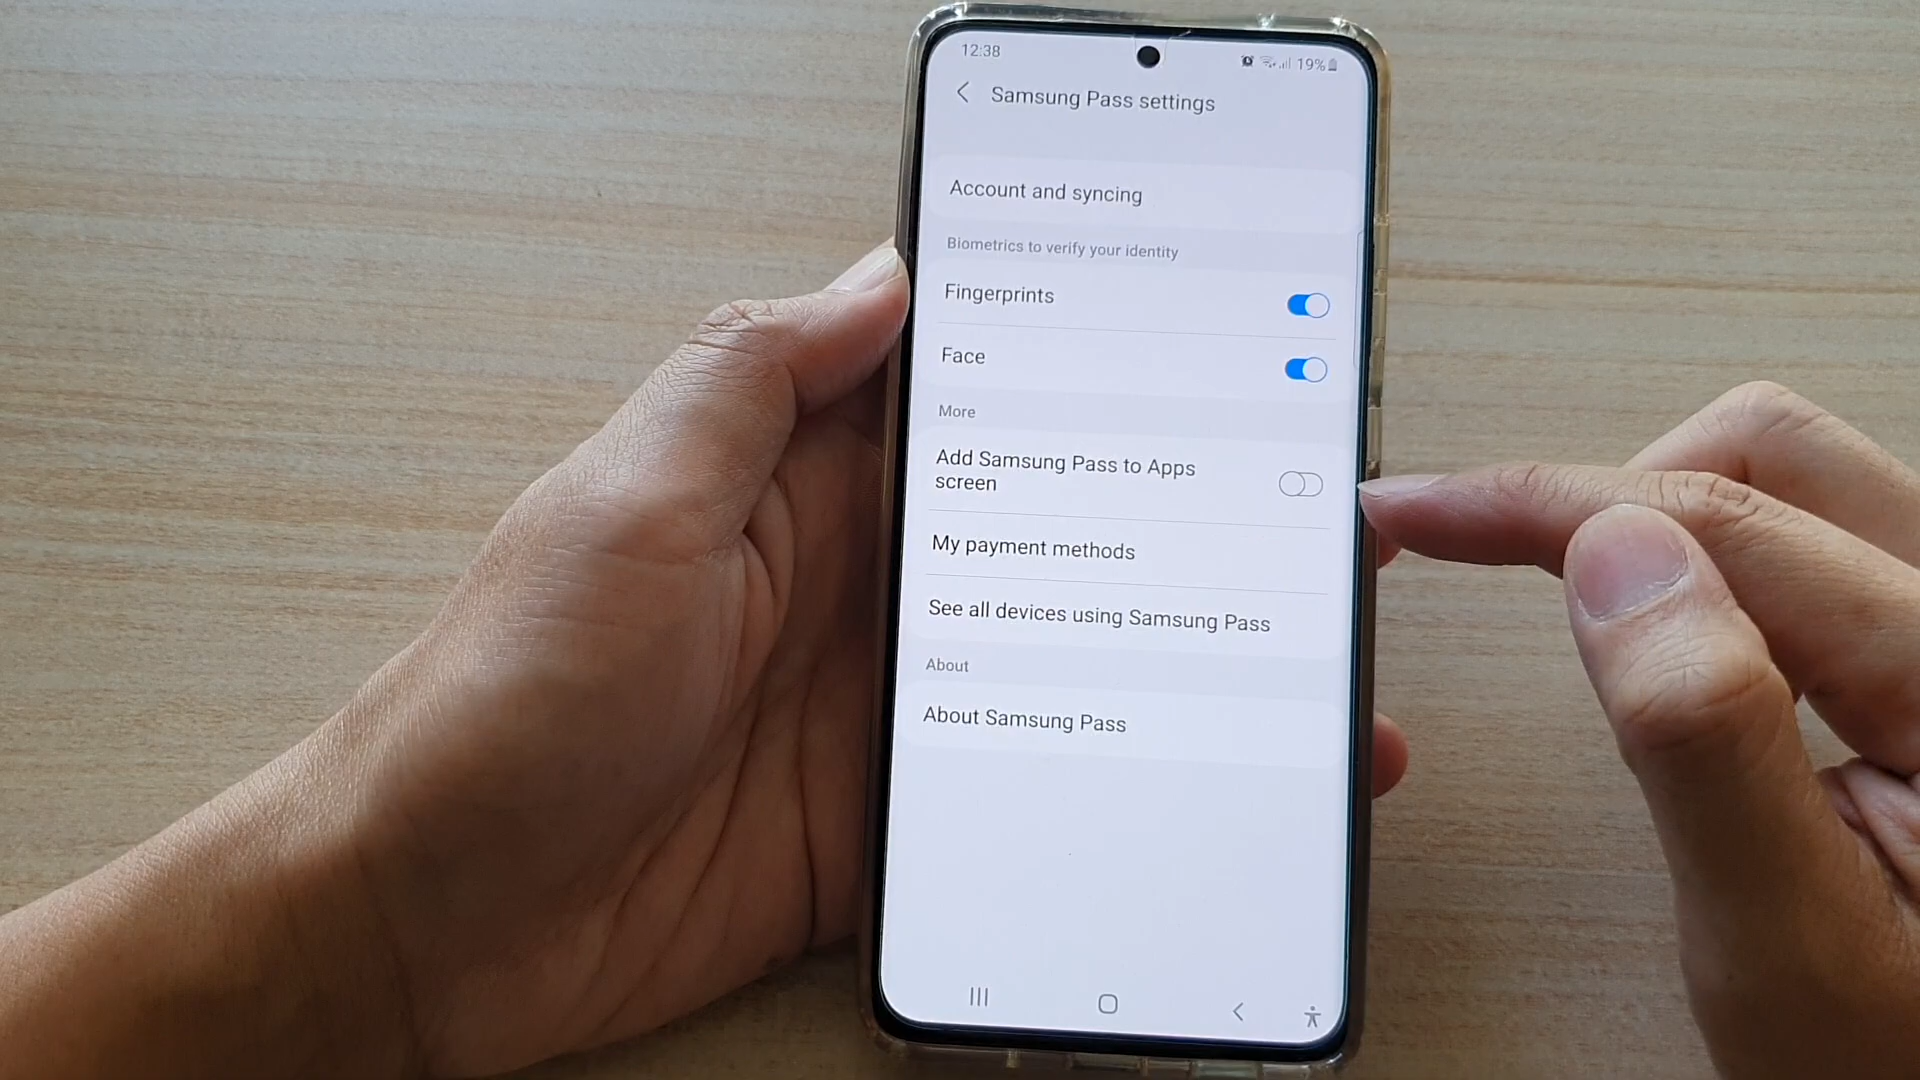 12:38
19%
Samsung Pass settings
Account and syncing
Biometrics to verify your identity
Fingerprints
Face
More
Add Samsung Pass to Apps
screen
My payment methods
See all devices using Samsung Pass
About
About Samsung Pass